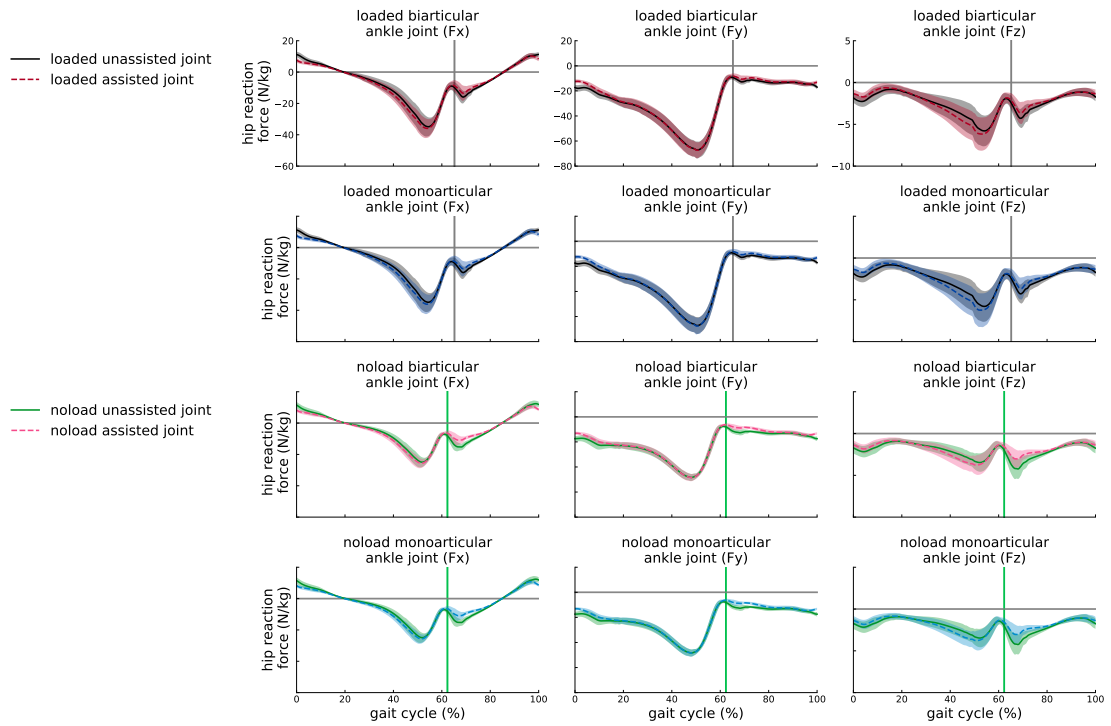 loaded biarticular
ankle joint (Fx)
loaded biarticular
ankle joint (Fy)
loaded biarticular
ankle joint (Fz)
loaded unassisted joint
loaded assisted joint
hip reaction
force (N/kg)
20
0
−20
−40
−60
20
0
−20
−40
−60
−80
5
0
−5
−10
loaded monoarticular
ankle joint (Fx)
loaded monoarticular
ankle joint (Fy)
loaded monoarticular
ankle joint (Fz)
hip reaction
force (N/kg)
noload biarticular
ankle joint (Fx)
noload biarticular
ankle joint (Fy)
noload biarticular
ankle joint (Fz)
noload unassisted joint
noload assisted joint
hip reaction
force (N/kg)
noload monoarticular
ankle joint (Fx)
noload monoarticular
ankle joint (Fy)
noload monoarticular
ankle joint (Fz)
hip reaction
force (N/kg)
0 20 40 60 80 100
0 20 40 60 80 100
0 20 40 60 80 100
gait cycle (%)
gait cycle (%)
gait cycle (%)